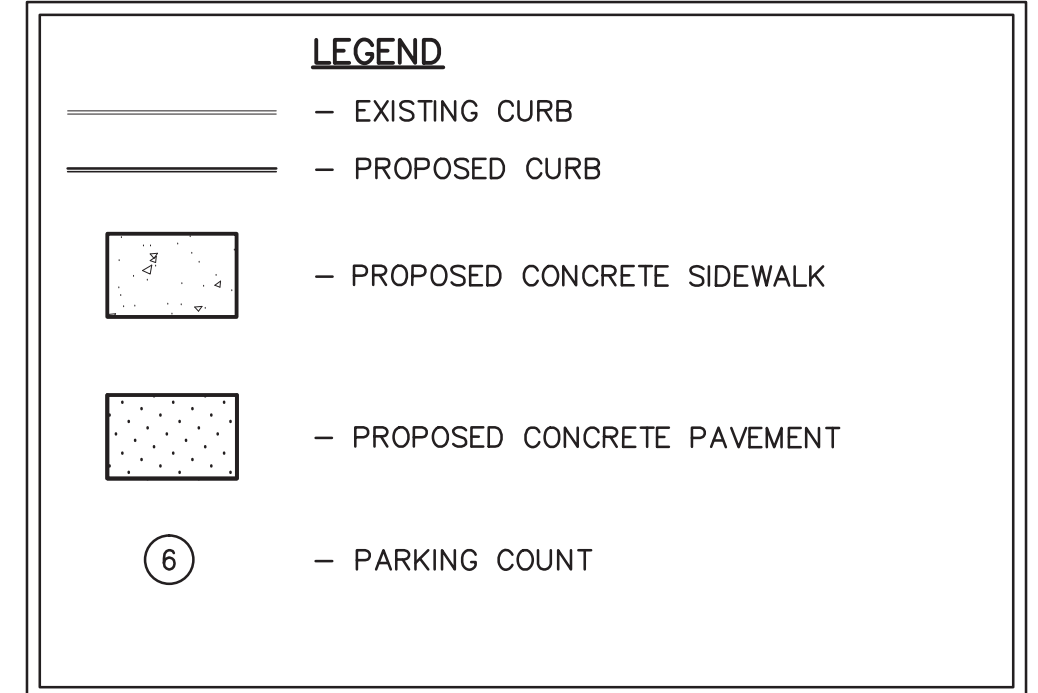 LEGEND
– EXISTING CURB
– PROPOSED CURB
– PROPOSED CONCRETE SIDEWALK
– PROPOSED CONCRETE PAVEMENT
6 – PARKING COUNT